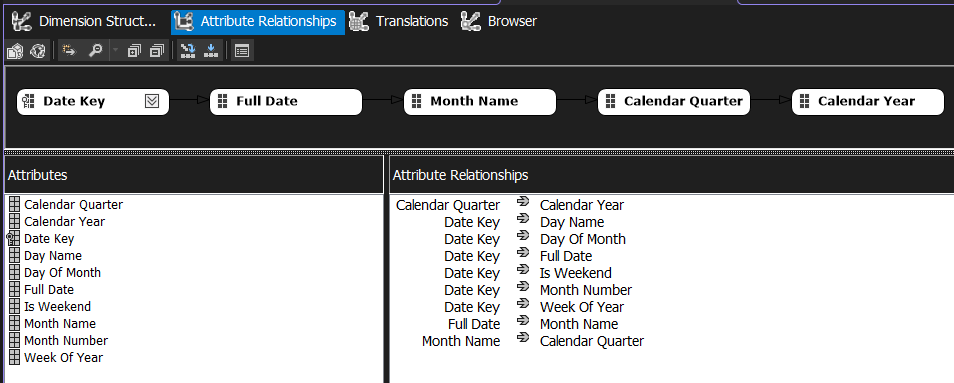 Dimension Struct... Attribute Relationships Translations Browser
Date Key Full Date Month Name Calendar Quarter Calendar Year
Attributes
Calendar Quarter
Calendar Year
Date Key
Day Name
Day Of Month
Full Date
Is Weekend
Month Name
Month Number
Week Of Year
Attribute Relationships
Calendar Quarter Calendar Year
Date Key Day Name
Date Key Day Of Month
Date Key Full Date
Date Key Is Weekend
Date Key Month Number
Date Key Week Of Year
Full Date Month Name
Month Name Calendar Quarter